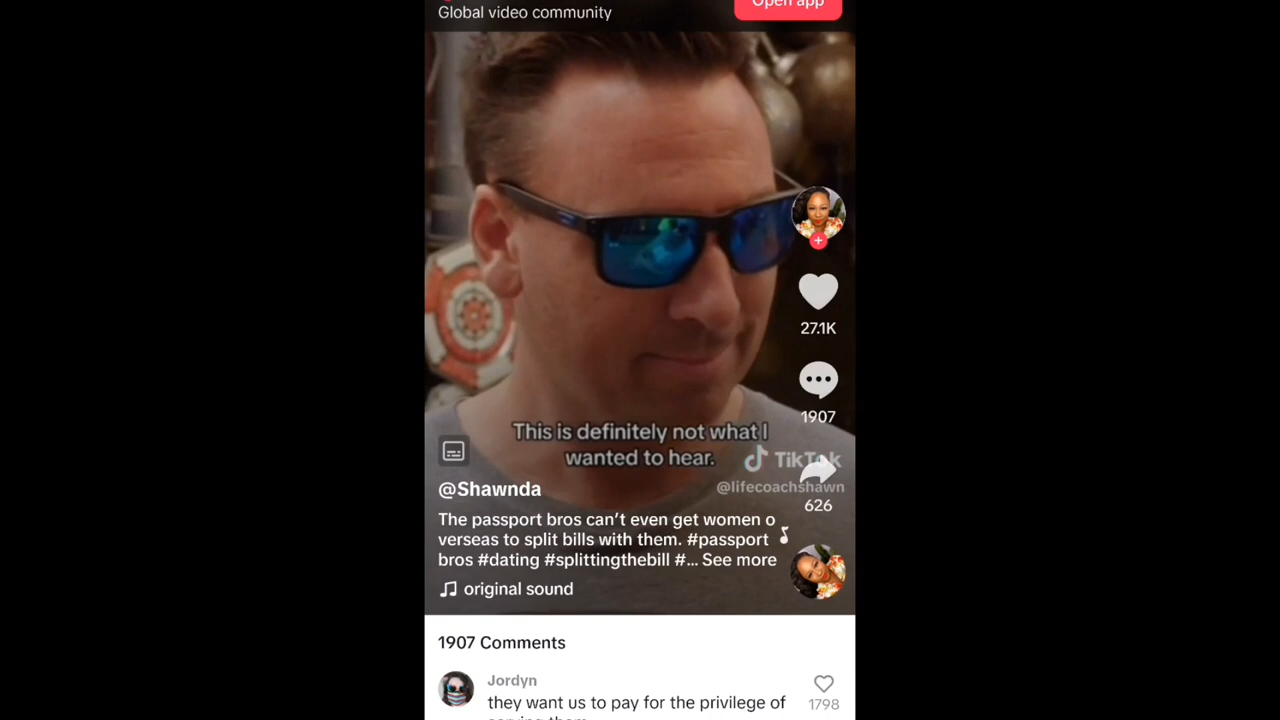 Global video community
Open app
27.1K
1907
This is definitely not what I
wanted to hear.
TikTok
@lifecoachshawn
626
@Shawnda
The passport bros can’t even get women o
verseas to split bills with them. #passport
bros #dating #splittingthebill #... See more
original sound
1907 Comments
Jordyn
they want us to pay for the privilege of
serving them
1798